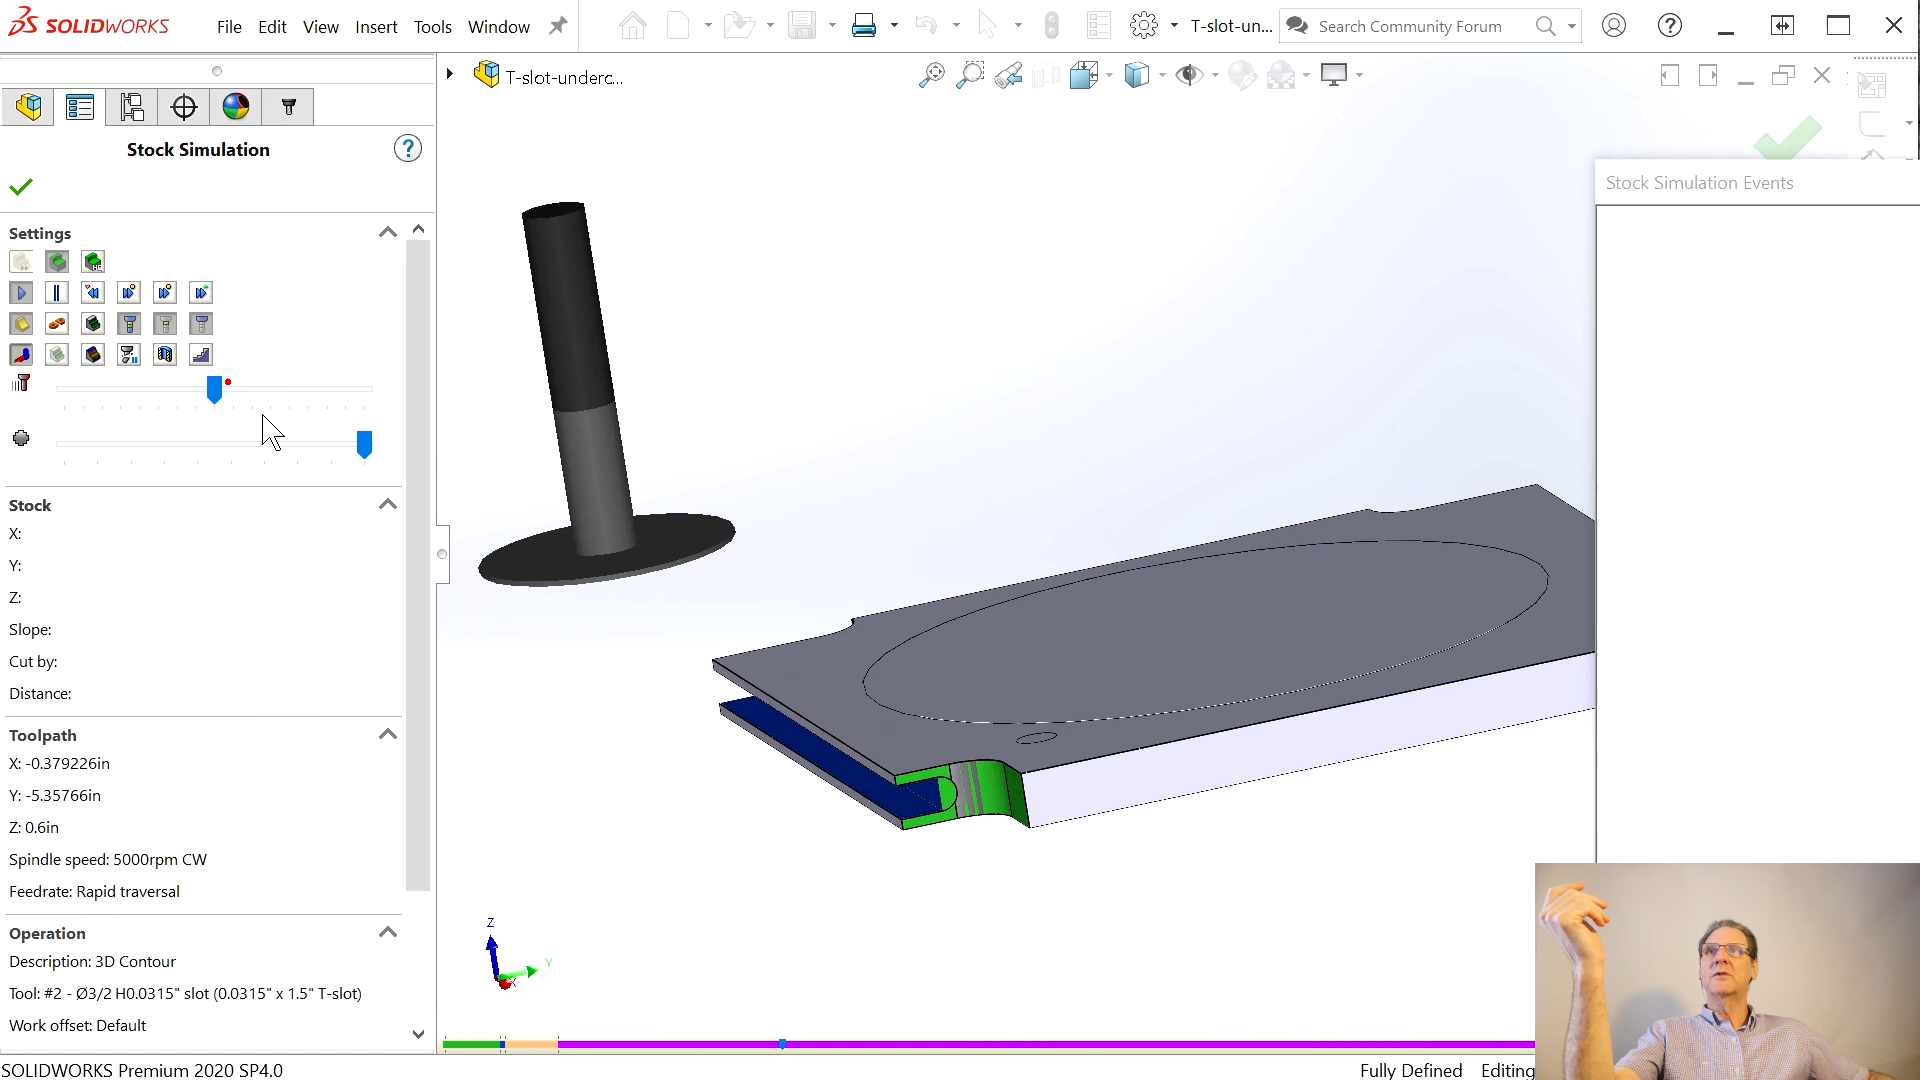 SOLIDWORKS File Edit View Insert Tools Window T-slot-un... Search Community Forum
T-slot-underc...
Stock Simulation
Stock Simulation Events
Settings
Stock
X:
Y:
Z:
Slope:
Cut by:
Distance:
Toolpath
X: -0.379226in
Y: -5.35766in
Z: 0.6in
Spindle speed: 5000rpm CW
Feedrate: Rapid traversal
Operation
Description: 3D Contour
Tool: #2 - Ø3/2 H0.0315" slot (0.0315" x 1.5" T-slot)
Work offset: Default
Z
Y
X
SOLIDWORKS Premium 2020 SP4.0 Fully Defined Editing